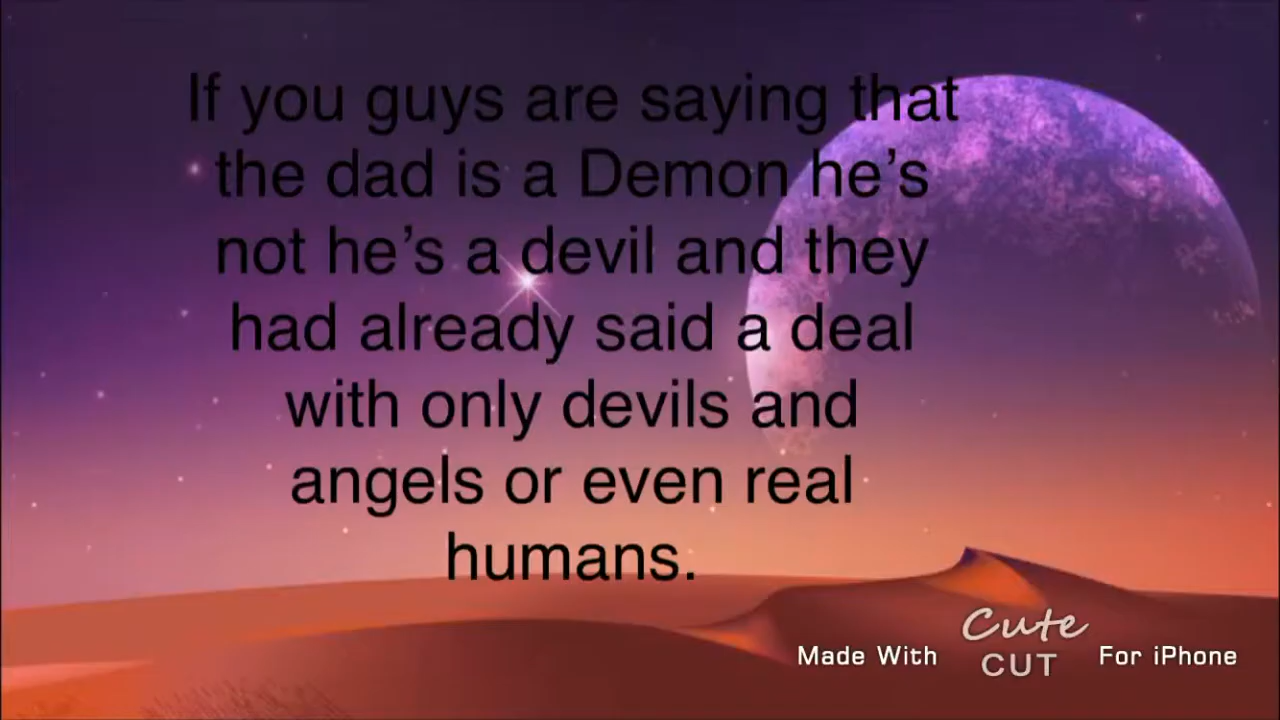 If you guys are saying that
the dad is a Demon he’s
not he’s a devil and they
had already said a deal
with only devils and
angels or even real
humans.
Made With Cute CUT For iPhone